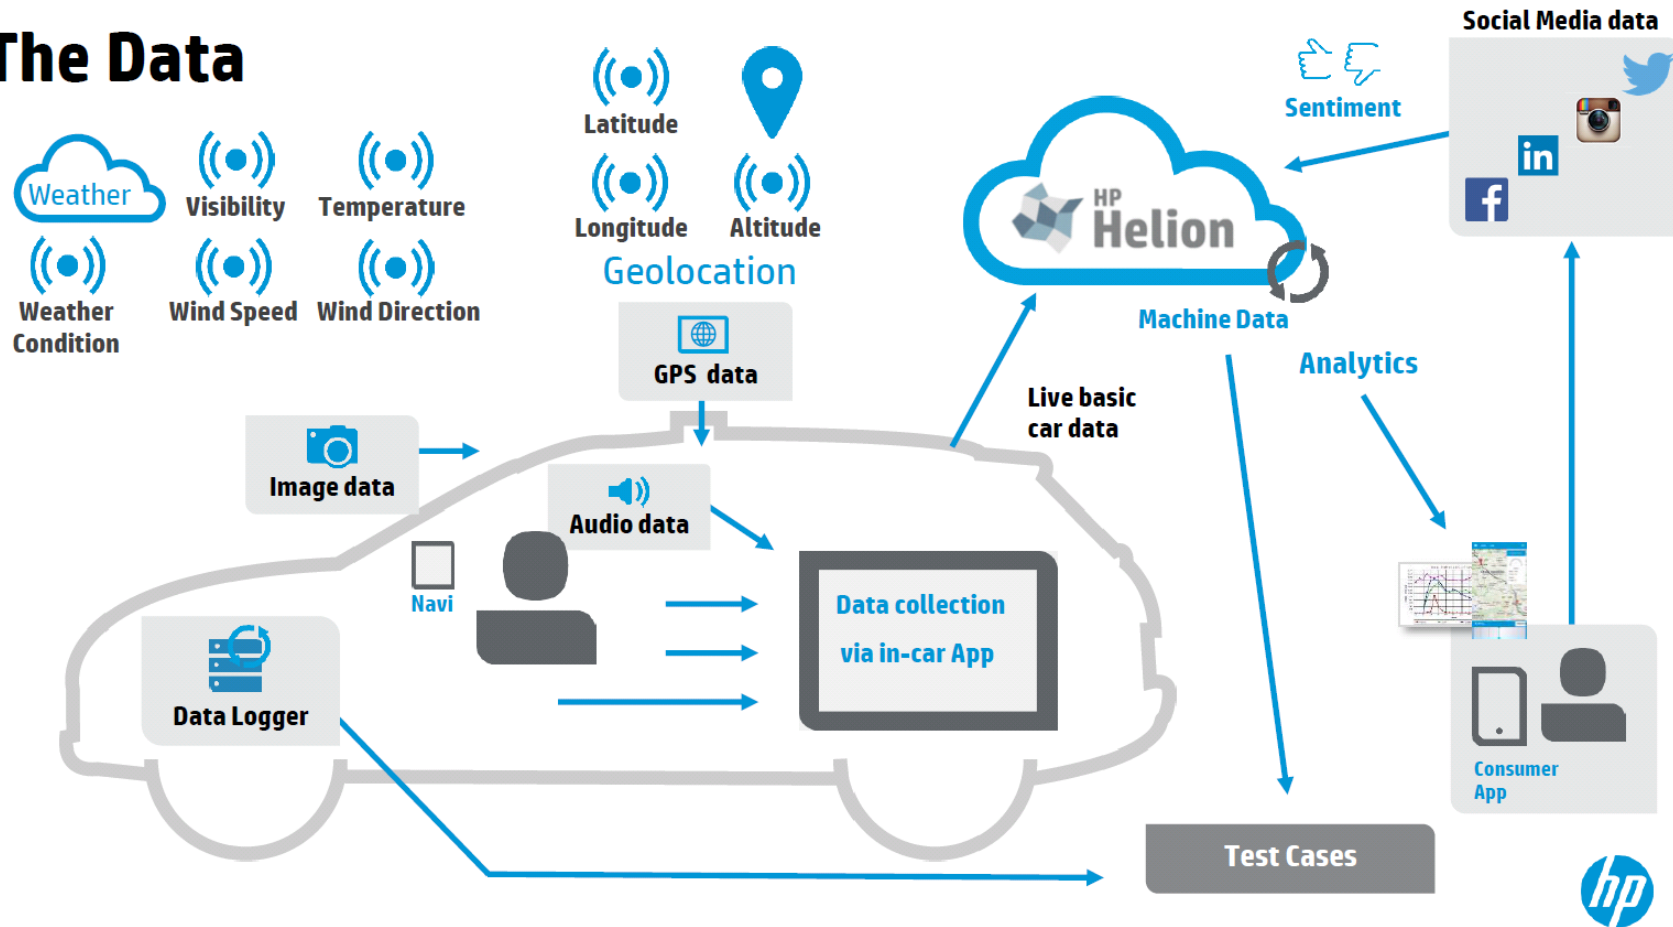 The Data
Social Media data
Sentiment
Latitude
Weather
Visibility
Temperature
Longitude
Altitude
Geolocation
HP
Helion
in
f
Weather
Condition
Wind Speed
Wind Direction
Machine Data
GPS data
Analytics
Live basic
car data
Image data
Audio data
Navi
Data collection
via in-car App
Data Logger
Consumer
App
Test Cases
hp